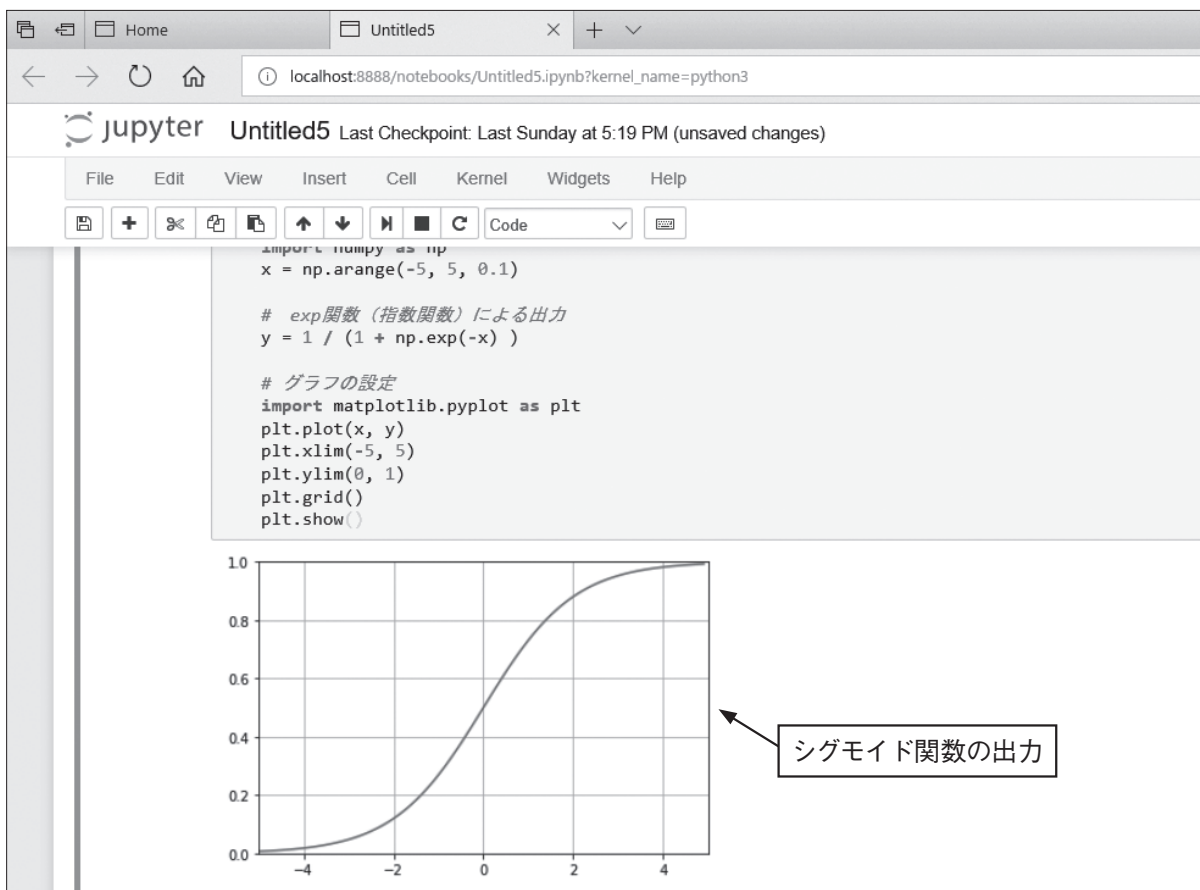 Home
Untitled5
localhost:8888/notebooks/Untitled5.ipynb?kernel_name=python3
jupyter Untitled5 Last Checkpoint: Last Sunday at 5:19 PM (unsaved changes)
File Edit View Insert Cell Kernel Widgets Help
Code
import numpy as np
x = np.arange(-5, 5, 0.1)
# exp関数（指数関数）による出力
y = 1 / (1 + np.exp(-x) )
# グラフの設定
import matplotlib.pyplot as plt
plt.plot(x, y)
plt.xlim(-5, 5)
plt.ylim(0, 1)
plt.grid()
plt.show()
1.0
0.8
0.6
0.4
0.2
0.0
−4 −2 0 2 4
シグモイド関数の出力